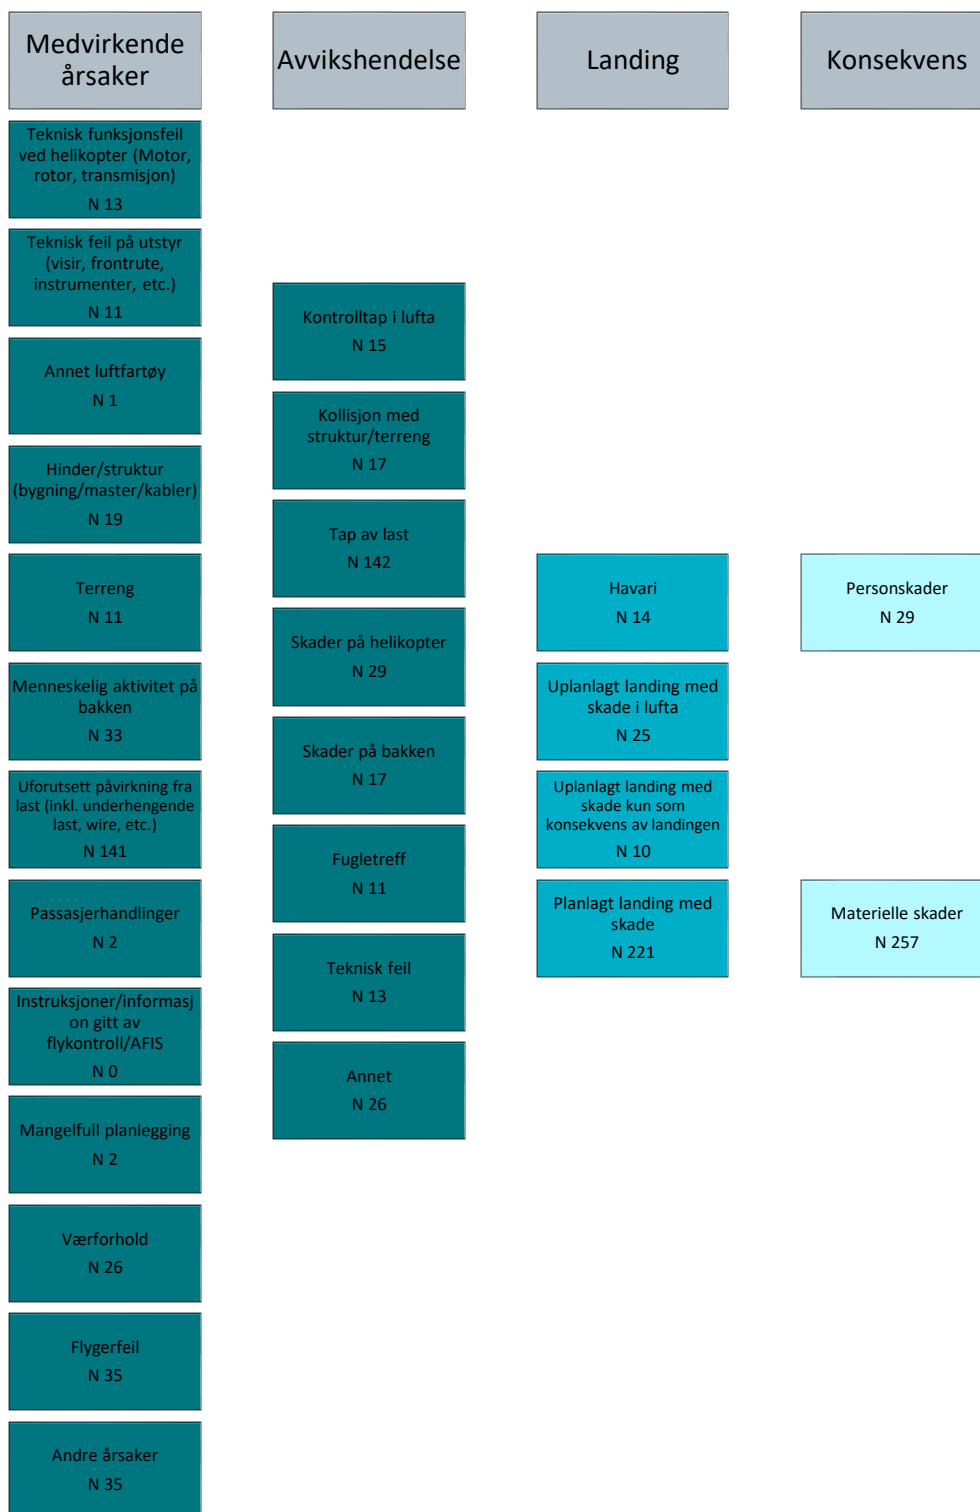 Medvirkende
årsaker
Teknisk funksjonsfeil
ved helikopter (Motor,
rotor, transmisjon)
N 13
Teknisk feil på utstyr
(visir, frontrute,
instrumenter, etc.)
N 11
Annet luftfartøy
N 1
Hinder/struktur
(bygning/master/kabler)
N 19
Terreng
N 11
Menneskelig aktivitet på
bakken
N 33
Uforutsett påvirkning fra
last (inkl. underhengende
last, wire, etc.)
N 141
Passasjerhandlinger
N 2
Instruksjoner/informasj
on gitt av
flykontroll/AFIS
N 0
Mangelfull planlegging
N 2
Værforhold
N 26
Flygerfeil
N 35
Andre årsaker
N 35
Avvikshendelse
Kontrolltap i lufta
N 15
Kollisjon med
struktur/terreng
N 17
Tap av last
N 142
Skader på helikopter
N 29
Skader på bakken
N 17
Fugletreff
N 11
Teknisk feil
N 13
Annet
N 26
Landing
Havari
N 14
Uplanlagt landing med
skade i lufta
N 25
Uplanlagt landing med
skade kun som
konsekvens av landingen
N 10
Planlagt landing med
skade
N 221
Konsekvens
Personskader
N 29
Materielle skader
N 257